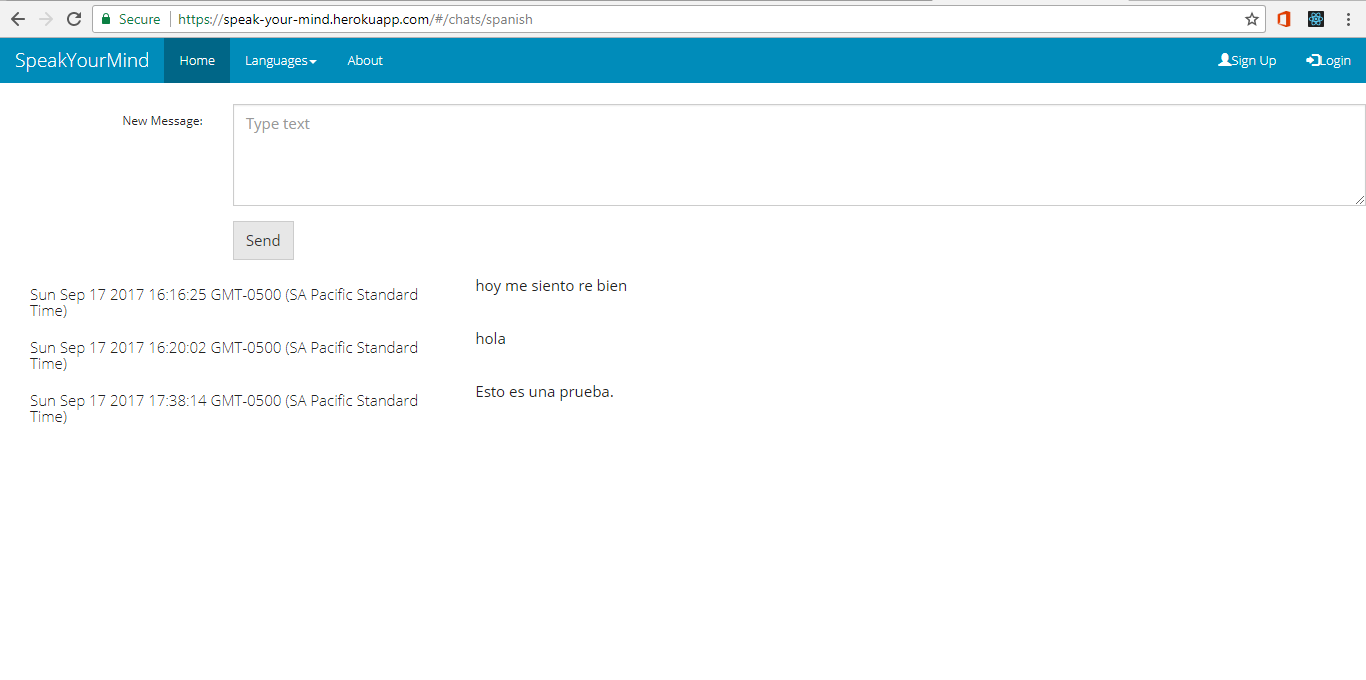 Secure https://speak-your-mind.herokuapp.com/#/chats/spanish
SpeakYourMind Home Languages About Sign Up Login
New Message: Type text
Send
Sun Sep 17 2017 16:16:25 GMT-0500 (SA Pacific Standard hoy me siento re bien
Time)
Sun Sep 17 2017 16:20:02 GMT-0500 (SA Pacific Standard hola
Time)
Sun Sep 17 2017 17:38:14 GMT-0500 (SA Pacific Standard Esto es una prueba.
Time)